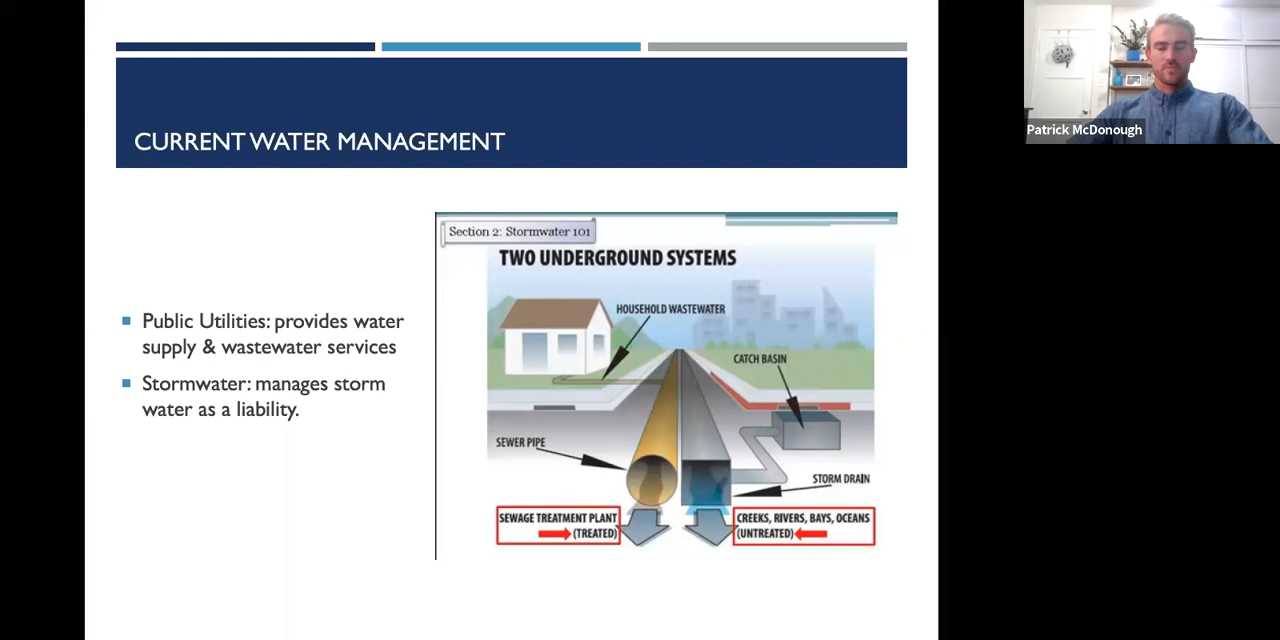 CURRENT WATER MANAGEMENT
Public Utilities: provides water
supply & wastewater services
Stormwater: manages storm
water as a liability.
Section 2: Stormwater 101
TWO UNDERGROUND SYSTEMS
HOUSEHOLD WASTEWATER
CATCH BASIN
SEWER PIPE
STORM DRAIN
SEWAGE TREATMENT PLANT
(TREATED)
CREEKS, RIVERS, BAYS, OCEANS
(UNTREATED)
Patrick McDonough